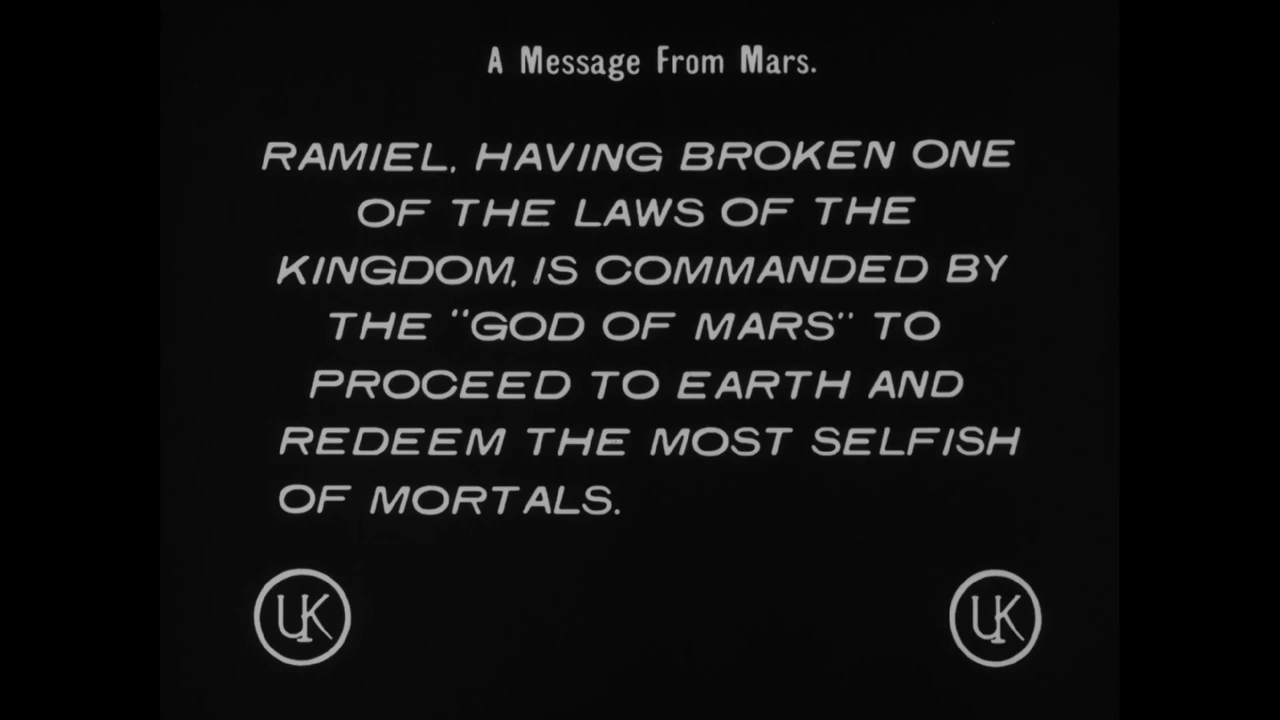 A Message From Mars.
RAMIEL, HAVING BROKEN ONE
OF THE LAWS OF THE
KINGDOM, IS COMMANDED BY
THE "GOD OF MARS" TO
PROCEED TO EARTH AND
REDEEM THE MOST SELFISH
OF MORTALS.
UK UK